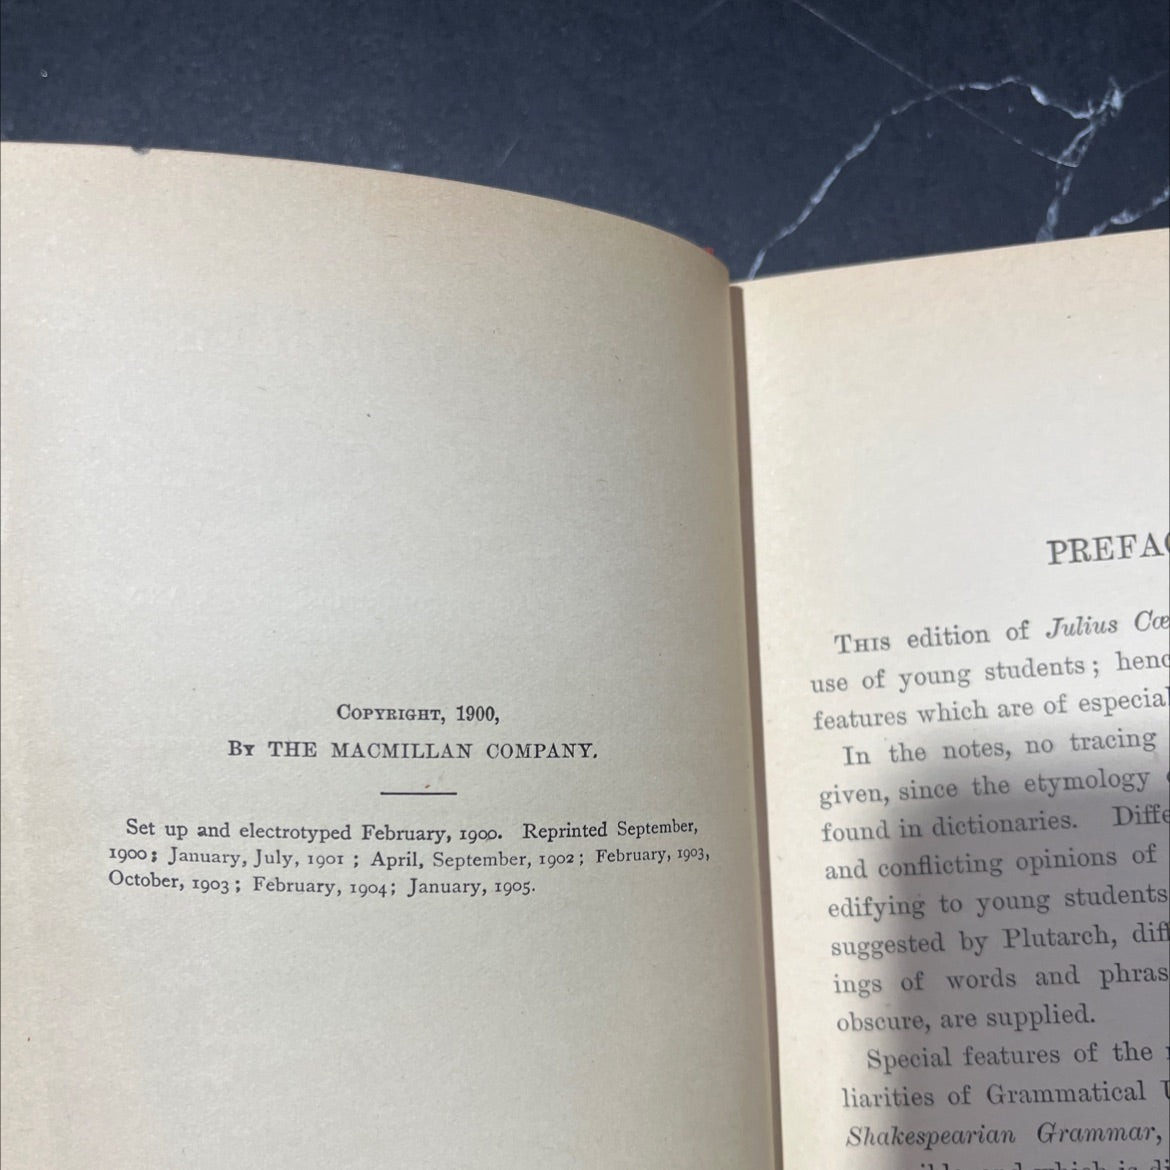 COPYRIGHT, 1900,
BY THE MACMILLAN COMPANY.
Set up and electrotyped February, 1900. Reprinted September,
1900; January, July, 1901; April, September, 1902; February, 1903,
October, 1903; February, 1904; January, 1905.
PREFAC
THIS edition of Julius Cæ
use of young students; henc
features which are of especial
In the notes, no tracing
given, since the etymology
found in dictionaries. Diffe
and conflicting opinions of
edifying to young students
suggested by Plutarch, diff
ings of words and phras
obscure, are supplied.
Special features of the
liarities of Grammatical U
Shakespearian Grammar,